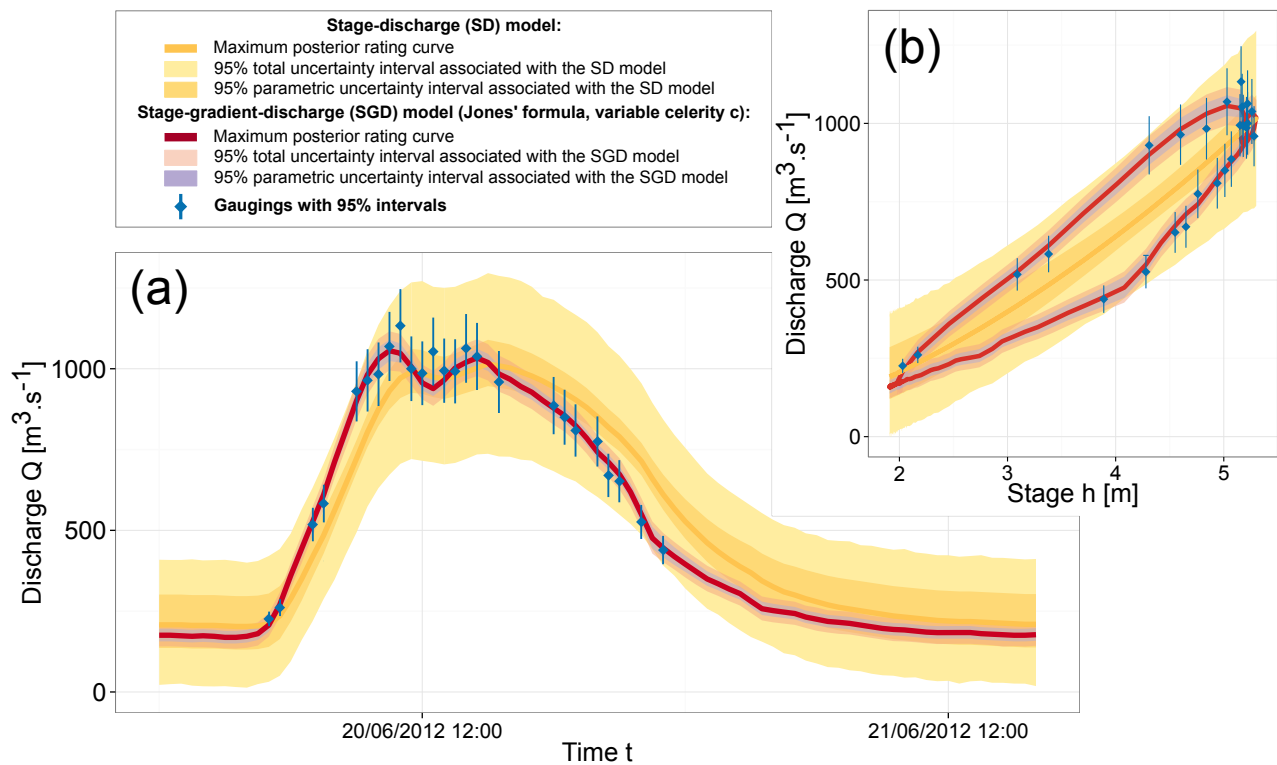 Stage-discharge (SD) model:
Maximum posterior rating curve
95% total uncertainty interval associated with the SD model
95% parametric uncertainty interval associated with the SD model
Stage-gradient-discharge (SGD) model (Jones' formula, variable celerity c):
Maximum posterior rating curve
95% total uncertainty interval associated with the SGD model
95% parametric uncertainty interval associated with the SGD model
Gaugings with 95% intervals
(a)
Discharge Q [m³.s⁻¹]
1000
500
0
20/06/2012 12:00
21/06/2012 12:00
Time t
(b)
Discharge Q [m³.s⁻¹]
1000
500
0
2
3
4
5
Stage h [m]